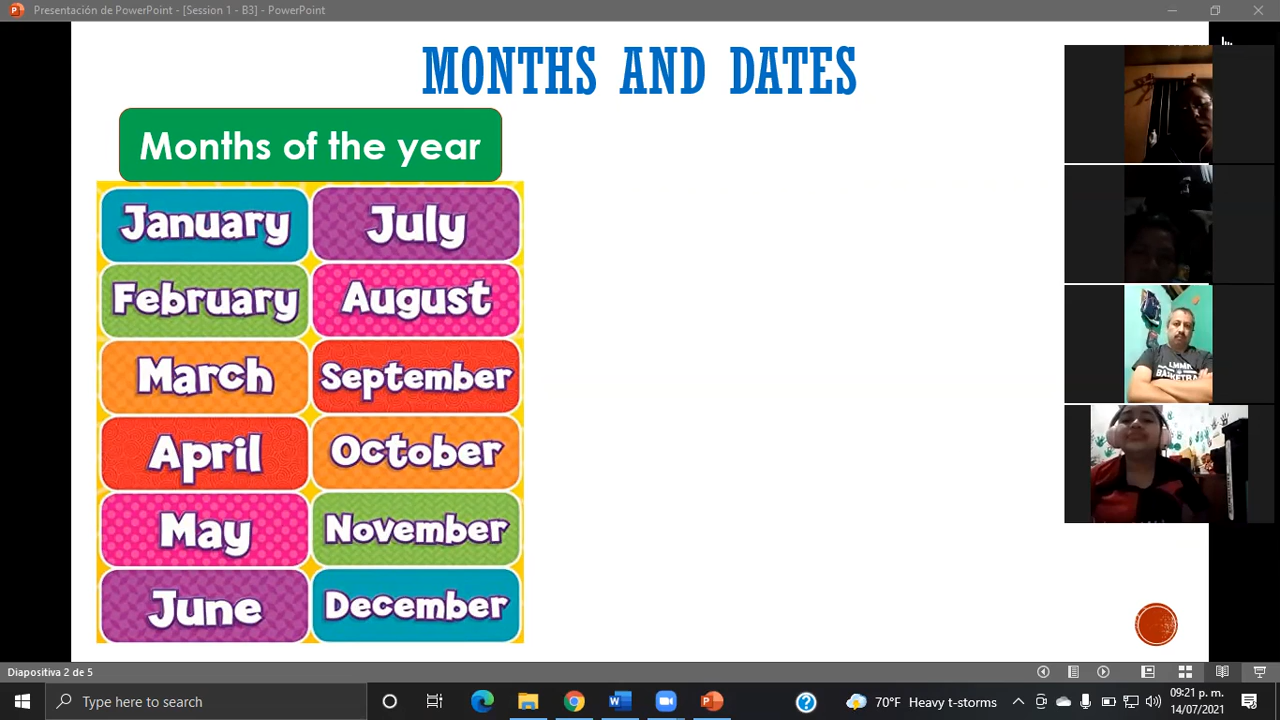 Presentación de PowerPoint - [Session 1 - B3] - PowerPoint
MONTHS AND DATES
Months of the year
January
July
February
August
March
September
April
October
May
November
June
December
Diapositiva 2 de 5
Type here to search
70°F Heavy t-storms
09:21 p. m.
14/07/2021